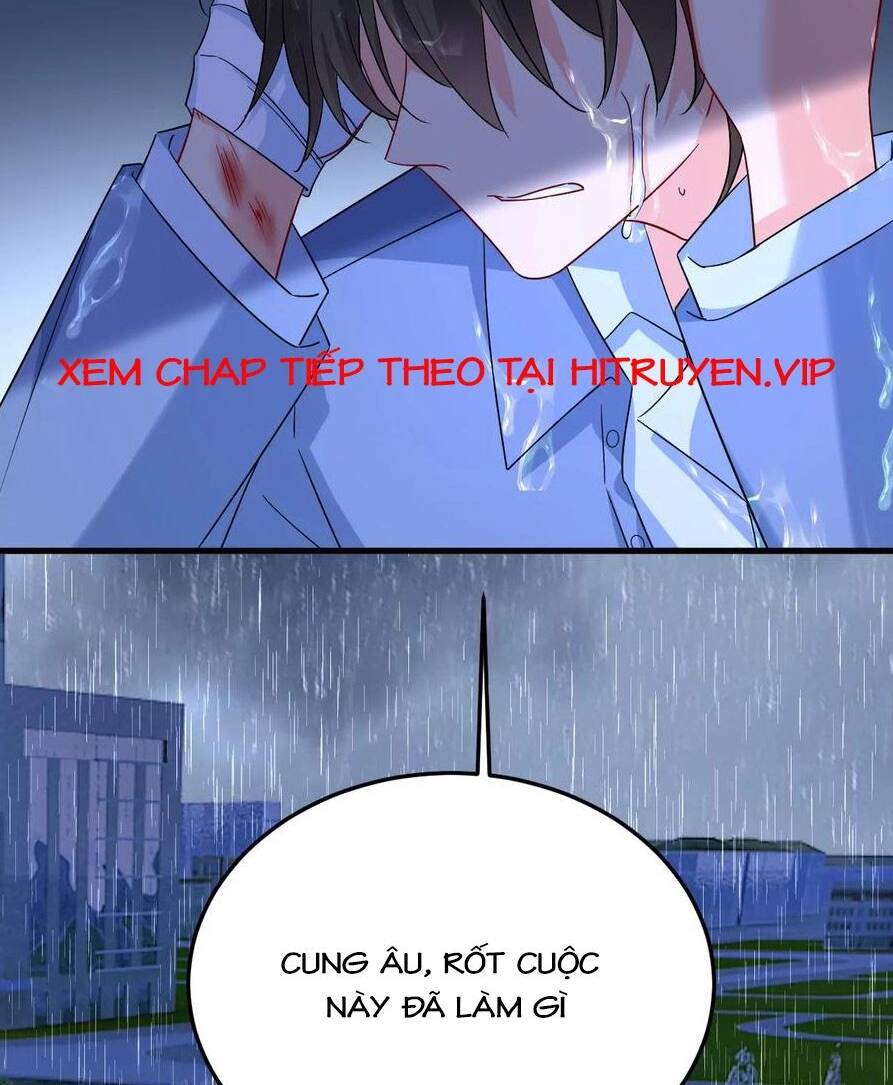 XEM CHAP TIẾP THEO TẠI HITRUYEN.VIP
CUNG ÂU, RỐT CUỘC
NÀY ĐÃ LÀM GÌ